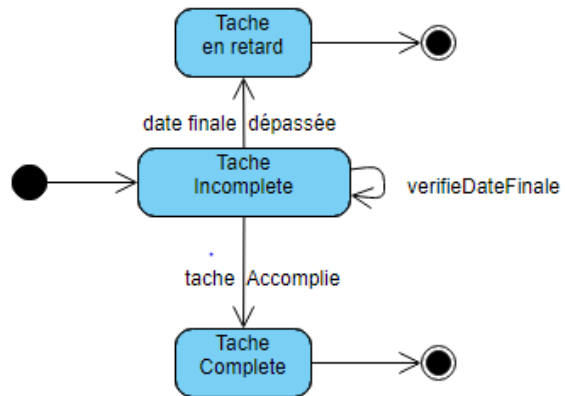 Tache
en retard
date finale dépassée
Tache
Incomplete
verifieDateFinale
tache Accomplie
Tache
Complete